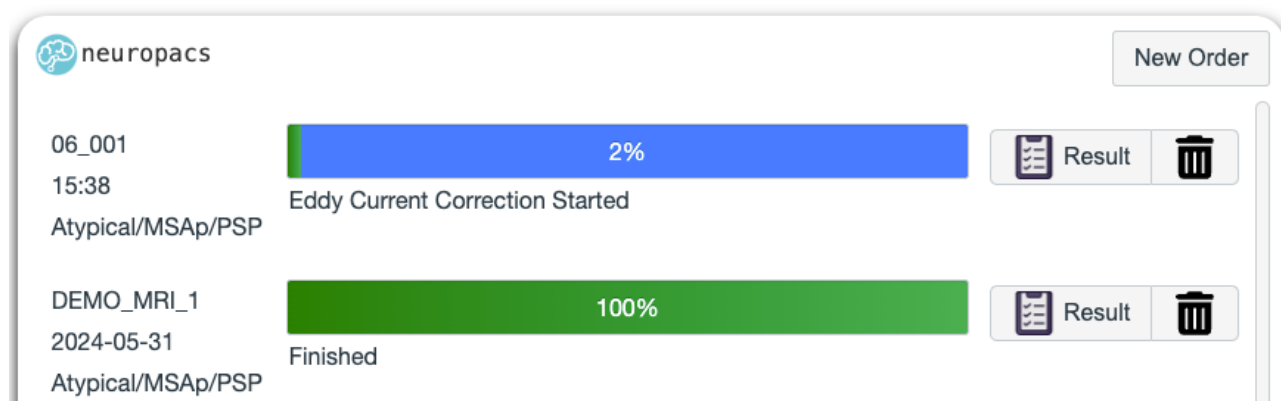 neuropacs
New Order
06_001
15:38
Atypical/MSAp/PSP
2%
Eddy Current Correction Started
Result
DEMO_MRI_1
2024-05-31
Atypical/MSAp/PSP
100%
Finished
Result